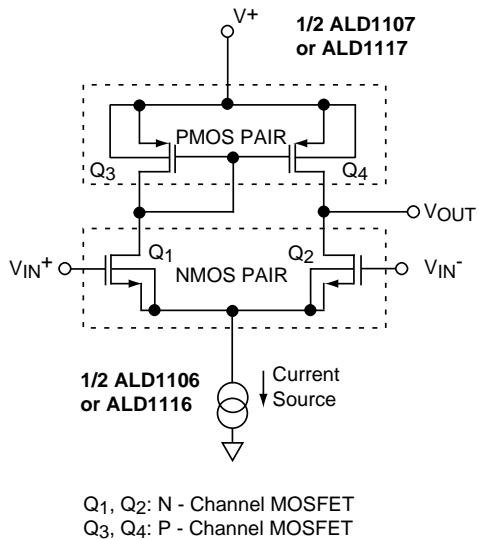 V+
1/2 ALD1107
or ALD1117
PMOS PAIR
Q3
Q4
VOUT
Q1
Q2
VIN+
NMOS PAIR
VIN-
1/2 ALD1106
or ALD1116
Current
Source
Q1, Q2: N - Channel MOSFET
Q3, Q4: P - Channel MOSFET